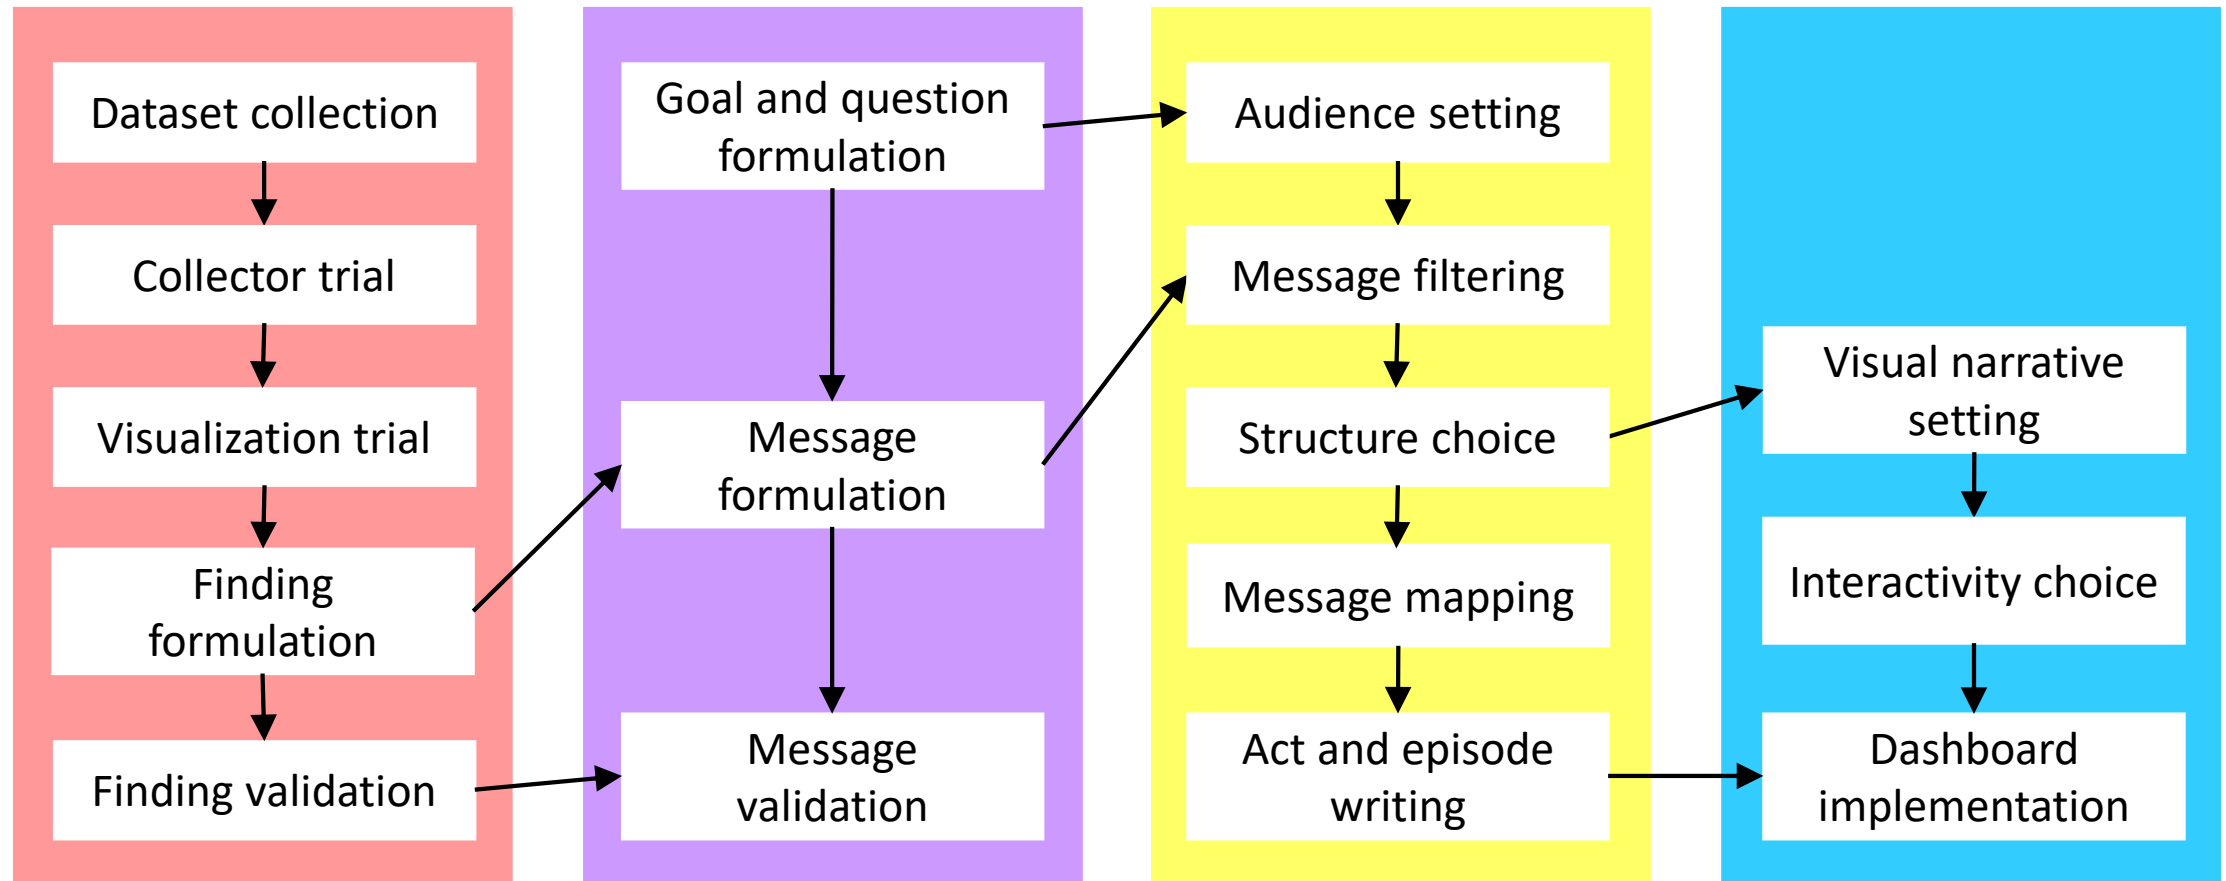 Dataset collection
Collector trial
Visualization trial
Finding
formulation
Finding validation
Goal and question
formulation
Message
formulation
Message
validation
Audience setting
Message filtering
Structure choice
Message mapping
Act and episode
writing
Visual narrative
setting
Interactivity choice
Dashboard
implementation